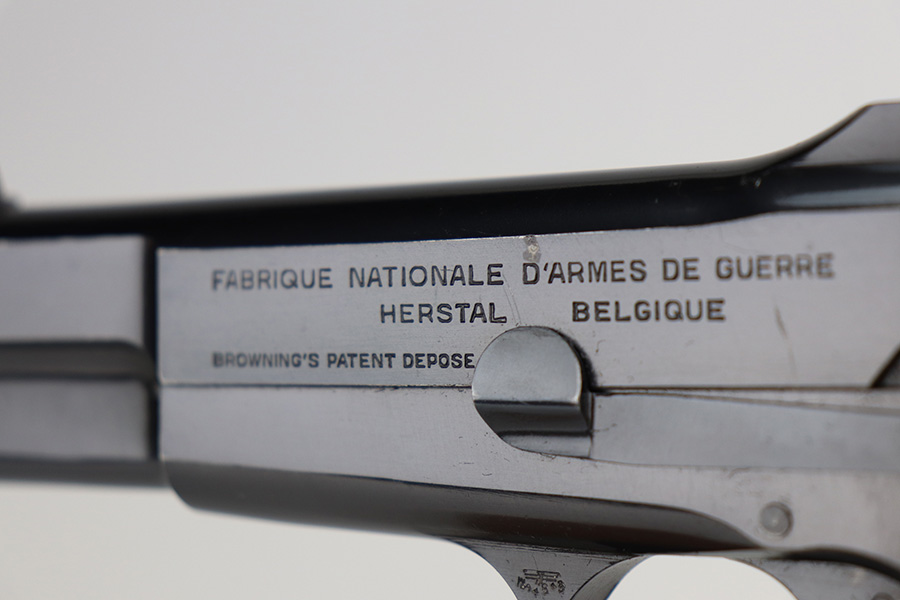 FABRIQUE NATIONALE D'ARMES DE GUERRE
HERSTAL BELGIQUE
BROWNING'S PATENT DEPOSE